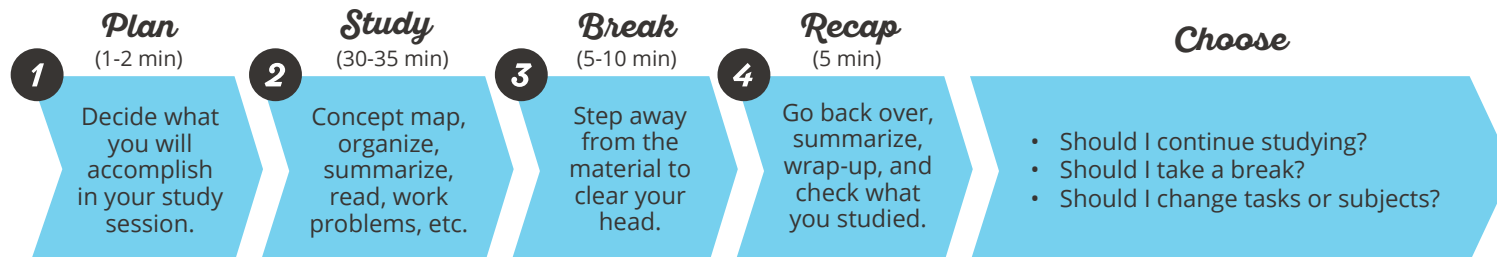 Plan
(1-2 min)
1
Decide what
you will
accomplish
in your study
session.
Study
(30-35 min)
2
Concept map,
organize,
summarize,
read, work
problems, etc.
Break
(5-10 min)
3
Step away
from the
material to
clear your
head.
Recap
(5 min)
4
Go back over,
summarize,
wrap-up, and
check what
you studied.
Choose
• Should I continue studying?
• Should I take a break?
• Should I change tasks or subjects?